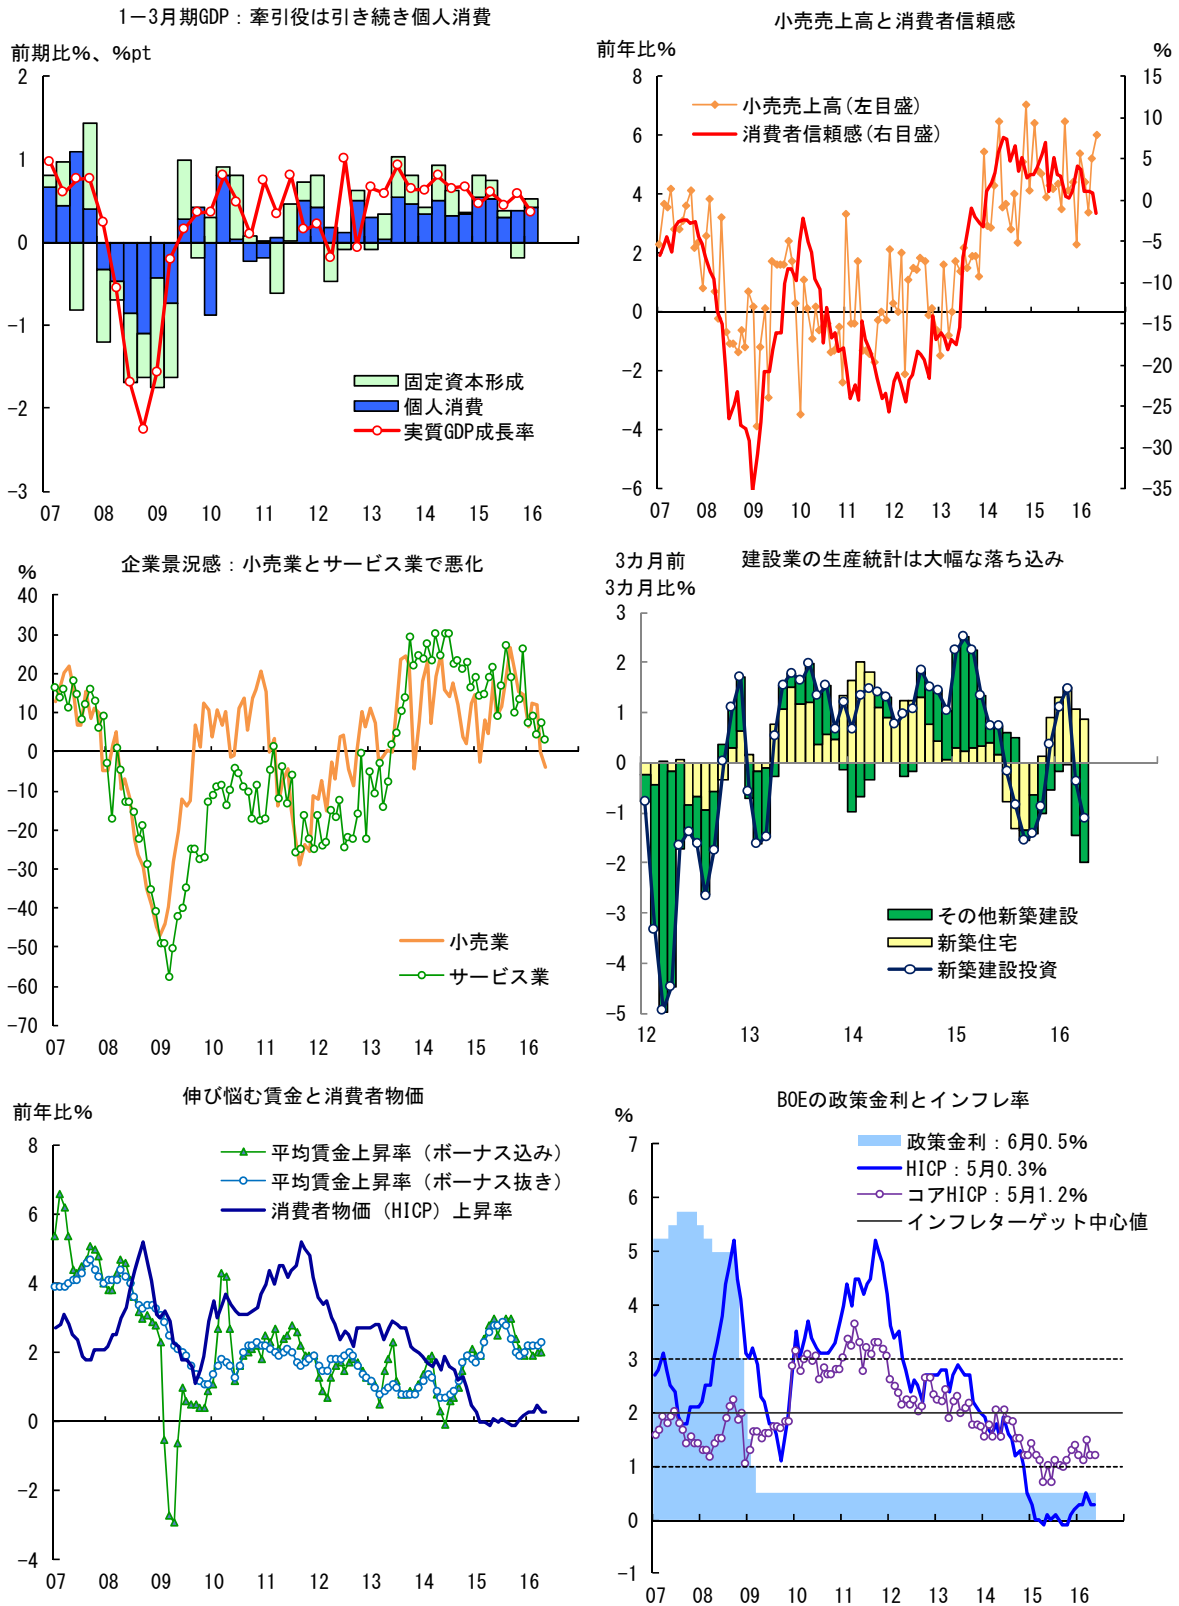 1－3月期GDP：牽引役は引き続き個人消費
前期比%、%pt
2
1
0
-1
-2
-3
固定資本形成
個人消費
実質GDP成長率
07 08 09 10 11 12 13 14 15 16
小売売上高と消費者信頼感
前年比% %
8
6
4
2
0
-2
-4
-6
15
10
5
0
-5
-10
-15
-20
-25
-30
-35
小売売上高(左目盛)
消費者信頼感(右目盛)
07 08 09 10 11 12 13 14 15 16
企業景況感：小売業とサービス業で悪化
%
40
30
20
10
0
-10
-20
-30
-40
-50
-60
-70
小売業
サービス業
07 08 09 10 11 12 13 14 15 16
建設業の生産統計は大幅な落ち込み
3カ月前
3カ月比%
3
2
1
0
-1
-2
-3
-4
-5
その他新築建設
新築住宅
新築建設投資
12 13 14 15 16
伸び悩む賃金と消費者物価
前年比%
8
6
4
2
0
-2
-4
平均賃金上昇率（ボーナス込み）
平均賃金上昇率（ボーナス抜き）
消費者物価（HICP）上昇率
07 08 09 10 11 12 13 14 15 16
BOEの政策金利とインフレ率
%
7
6
5
4
3
2
1
0
-1
政策金利：6月0.5%
HICP：5月0.3%
コアHICP：5月1.2%
インフレターゲット中心値
07 08 09 10 11 12 13 14 15 16